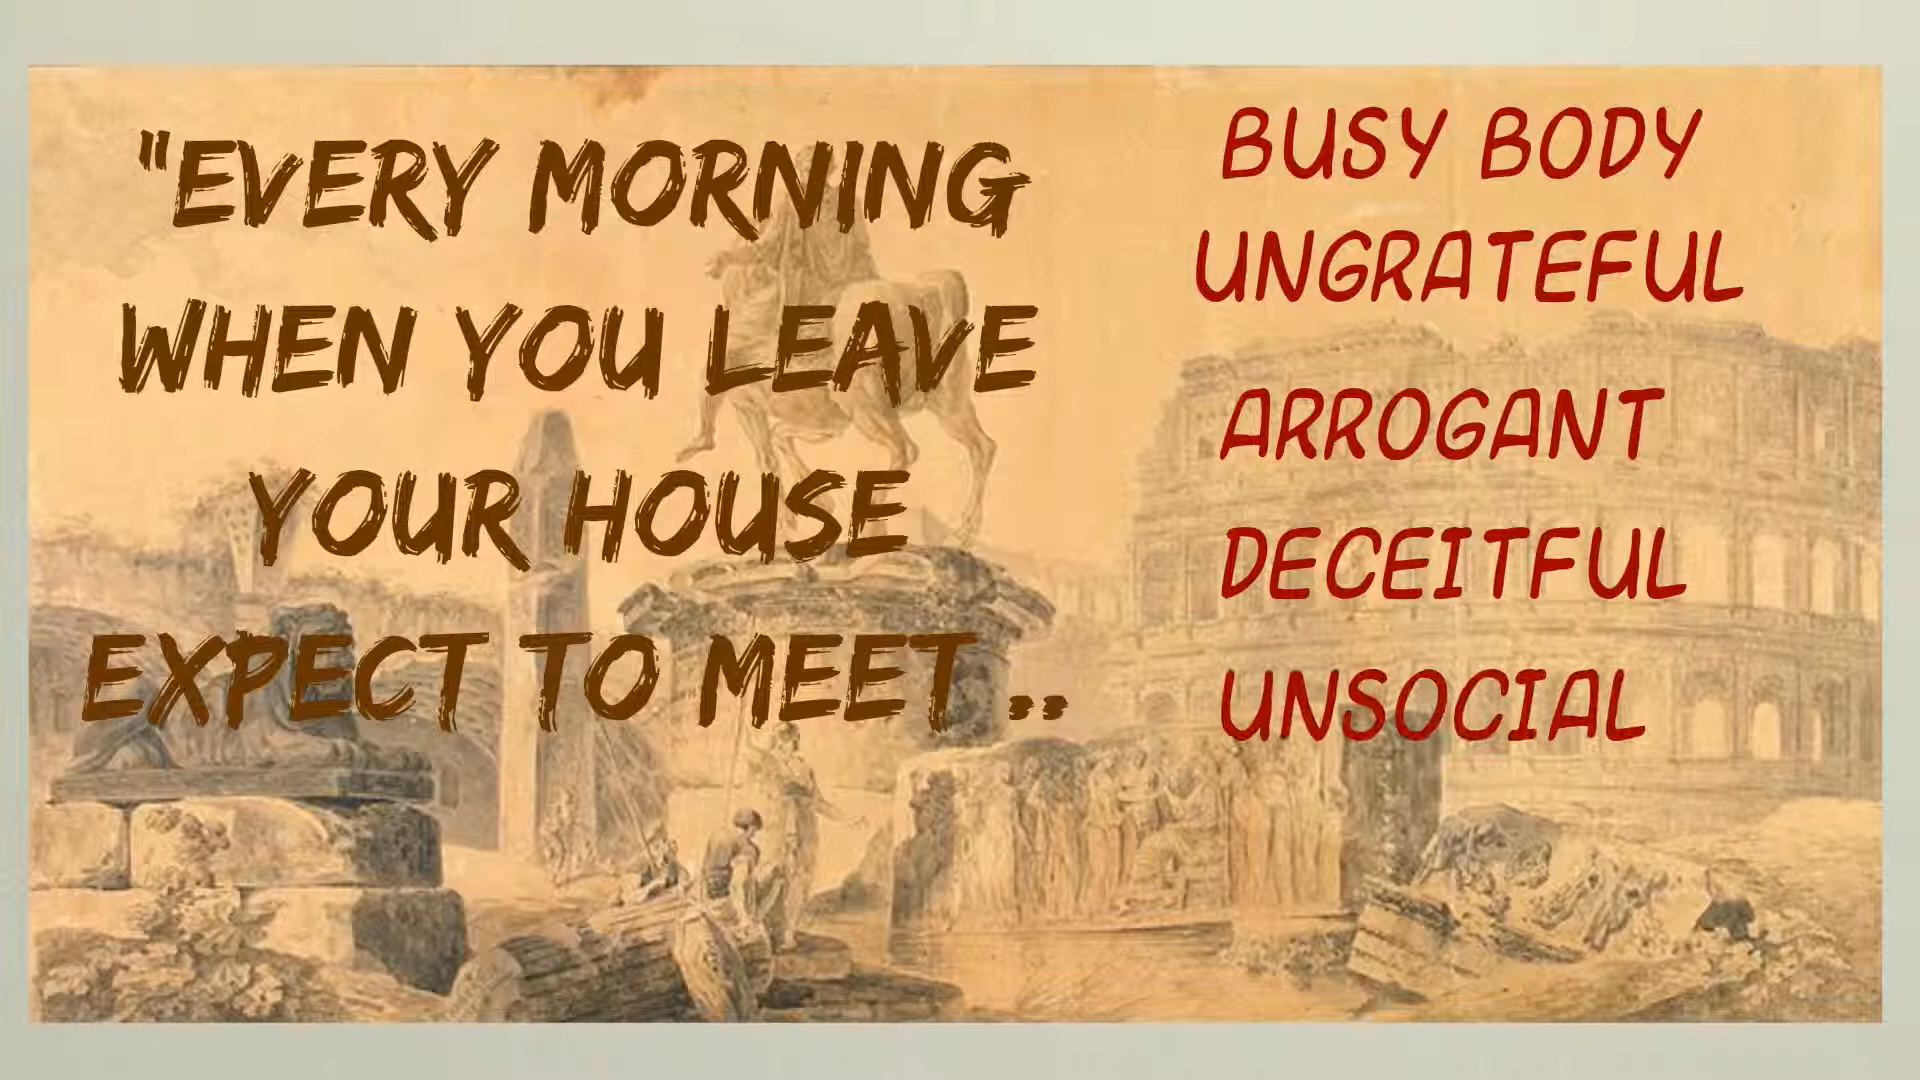 "EVERY MORNING
WHEN YOU LEAVE
YOUR HOUSE
EXPECT TO MEET ..
BUSY BODY
UNGRATEFUL
ARROGANT
DECEITFUL
UNSOCIAL